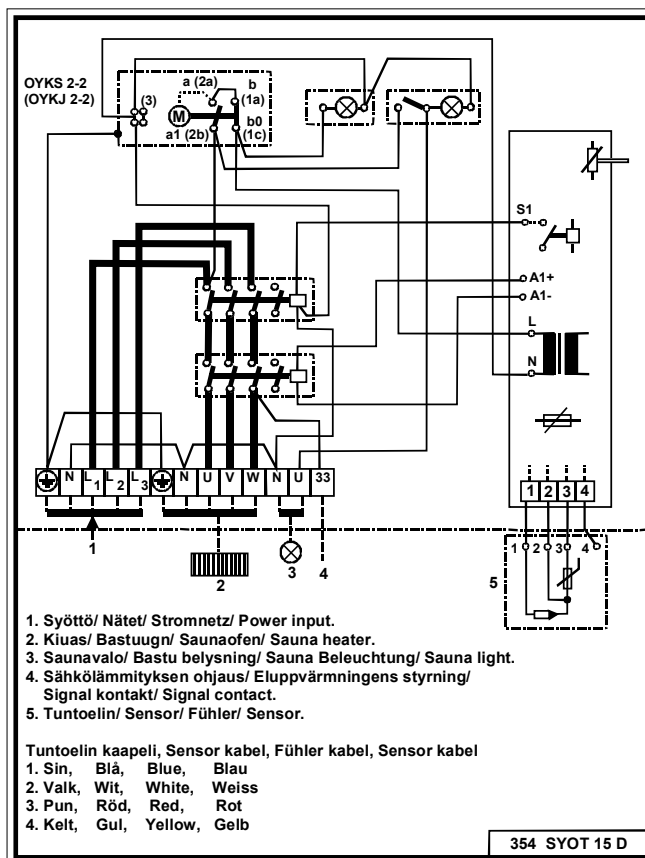 OYKS 2-2
(OYKJ 2-2)
(3)
a (2a)
b
(1a)
M
b0
a1 (2b)
(1c)
S1
A1+
A1-
L
N
N L1 L2 L3 N U V W N U 33
1 2 3 4
1 2 3 4
1
2
3
4
5
1. Syöttö/ Nätet/ Stromnetz/ Power input.
2. Kiuas/ Bastuugn/ Saunaofen/ Sauna heater.
3. Saunavalo/ Bastu belysning/ Sauna Beleuchtung/ Sauna light.
4. Sähkölämmityksen ohjaus/ Eluppvärmningens styrning/
Signal kontakt/ Signal contact.
5. Tuntoelin/ Sensor/ Fühler/ Sensor.
Tuntoelin kaapeli, Sensor kabel, Fühler kabel, Sensor kabel
1. Sin, Blå, Blue, Blau
2. Valk, Wit, White, Weiss
3. Pun, Röd, Red, Rot
4. Kelt, Gul, Yellow, Gelb
354 SYOT 15 D